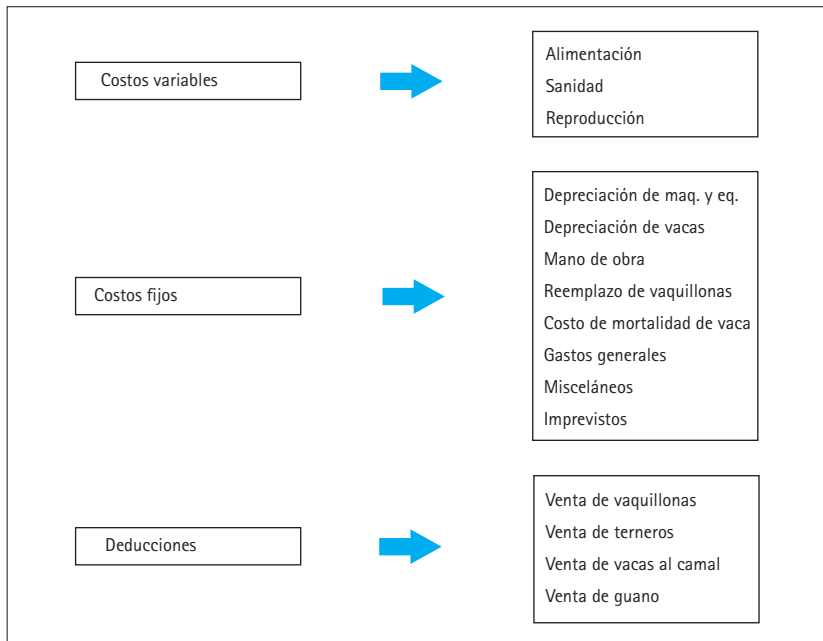 Costos variables
Alimentación
Sanidad
Reproducción
Costos fijos
Depreciación de maq. y eq.
Depreciación de vacas
Mano de obra
Reemplazo de vaquillonas
Costo de mortalidad de vaca
Gastos generales
Misceláneos
Imprevistos
Deducciones
Venta de vaquillonas
Venta de terneros
Venta de vacas al camal
Venta de guano